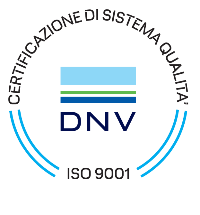 CERTIFICAZIONE DI SISTEMA QUALITA'
DNV
ISO 9001